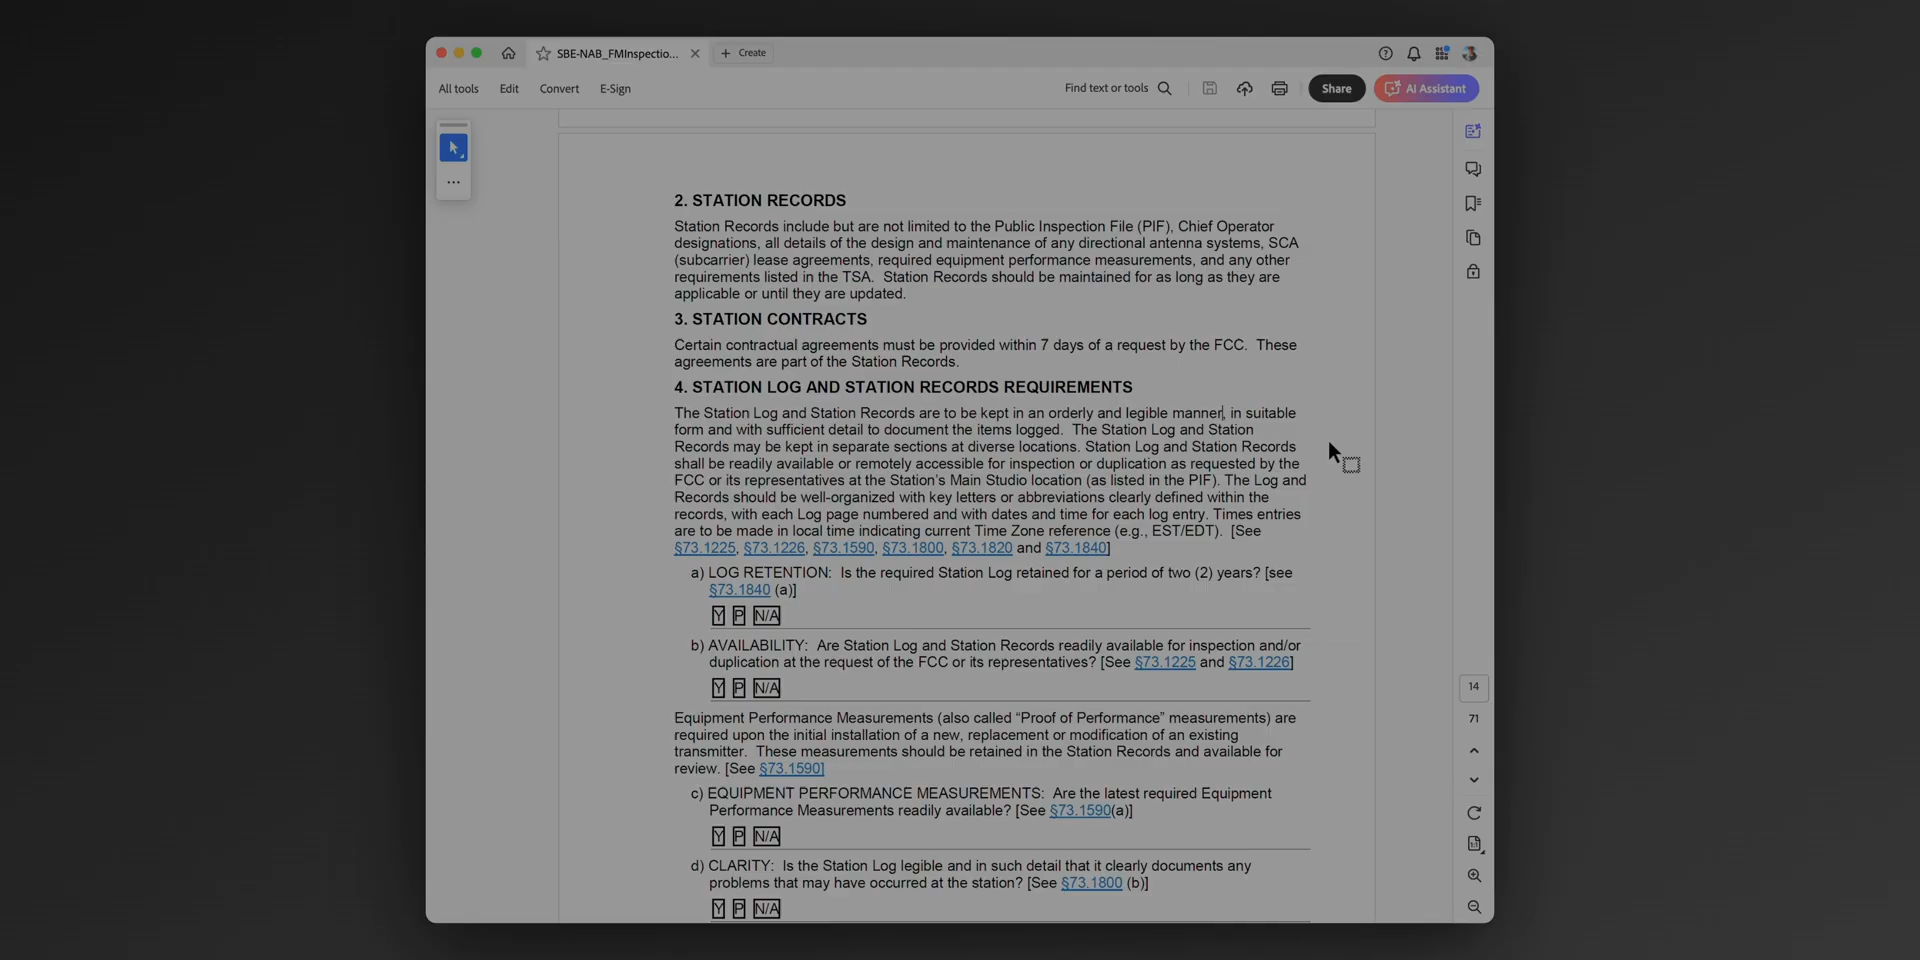 SBE-NAB_FMInspectio...
Create
All tools
Edit
Convert
E-Sign
Find text or tools
Share
AI Assistant
2. STATION RECORDS
Station Records include but are not limited to the Public Inspection File (PIF), Chief Operator
designations, all details of the design and maintenance of any directional antenna systems, SCA
(subcarrier) lease agreements, required equipment performance measurements, and any other
requirements listed in the TSA. Station Records should be maintained for as long as they are
applicable or until they are updated.
3. STATION CONTRACTS
Certain contractual agreements must be provided within 7 days of a request by the FCC. These
agreements are part of the Station Records.
4. STATION LOG AND STATION RECORDS REQUIREMENTS
The Station Log and Station Records are to be kept in an orderly and legible manner, in suitable
form and with sufficient detail to document the items logged. The Station Log and Station
Records may be kept in separate sections at diverse locations. Station Log and Station Records
shall be readily available or remotely accessible for inspection or duplication as requested by the
FCC or its representatives at the Station's Main Studio location (as listed in the PIF). The Log and
Records should be well-organized with key letters or abbreviations clearly defined within the
records, with each Log page numbered and with dates and time for each log entry. Times entries
are to be made in local time indicating current Time Zone reference (e.g., EST/EDT). [See
§73.1225, §73.1226, §73.1590, §73.1800, §73.1820 and §73.1840]
a) LOG RETENTION: Is the required Station Log retained for a period of two (2) years? [see
§73.1840 (a)]
Y P N/A
b) AVAILABILITY: Are Station Log and Station Records readily available for inspection and/or
duplication at the request of the FCC or its representatives? [See §73.1225 and §73.1226]
Y P N/A
Equipment Performance Measurements (also called “Proof of Performance” measurements) are
required upon the initial installation of a new, replacement or modification of an existing
transmitter. These measurements should be retained in the Station Records and available for
review. [See §73.1590]
c) EQUIPMENT PERFORMANCE MEASUREMENTS: Are the latest required Equipment
Performance Measurements readily available? [See §73.1590(a)]
Y P N/A
d) CLARITY: Is the Station Log legible and in such detail that it clearly documents any
problems that may have occurred at the station? [See §73.1800 (b)]
Y P N/A
14
71